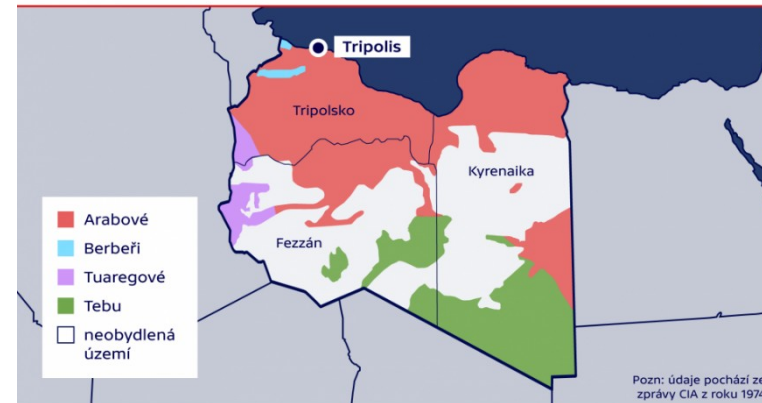 Tripolis
Tripolsko
Kyrenaika
Fezzán
Arabové
Berbeři
Tuaregové
Tebu
neobydlená
území
Pozn: údaje pochází ze
zprávy CIA z roku 1974